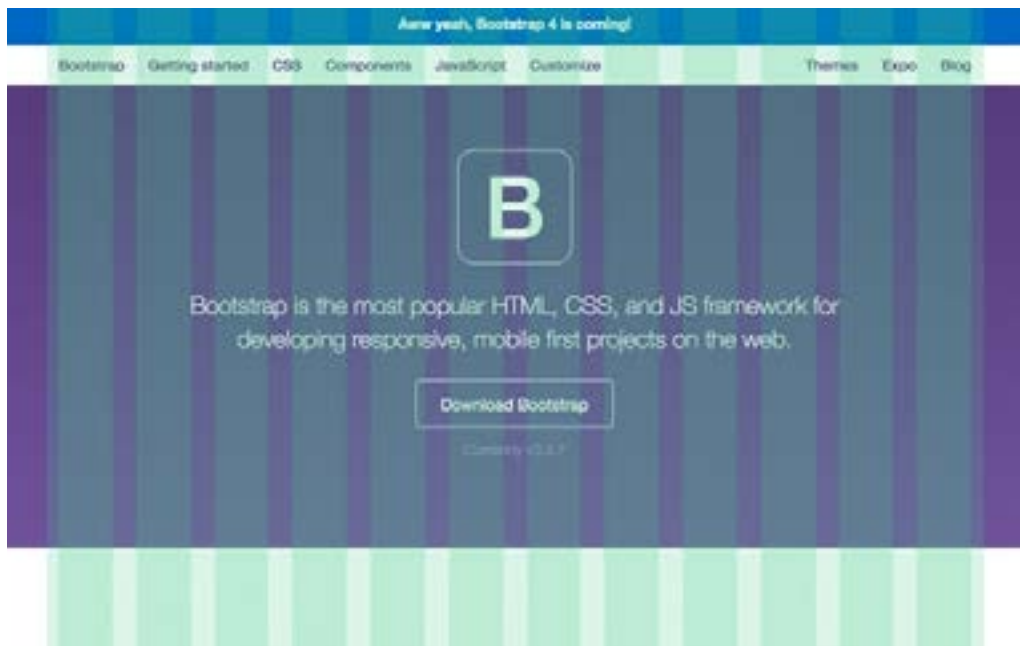 Aww yeah, Bootstrap 4 is coming!
Bootstrap Getting started CSS Components JavaScript Customize Themes Expo Blog
B
Bootstrap is the most popular HTML, CSS, and JS framework for
developing responsive, mobile first projects on the web.
Download Bootstrap